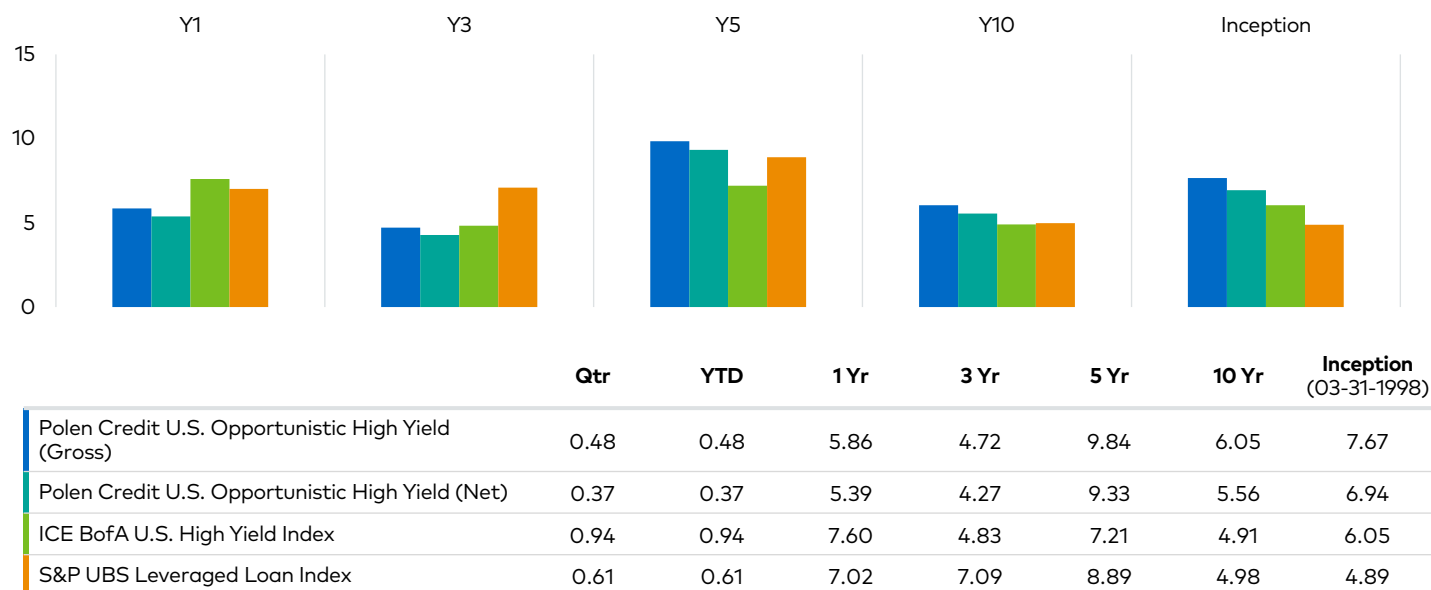 Y1 Y3 Y5 Y10 Inception
15
10
5
0
Qtr YTD 1 Yr 3 Yr 5 Yr 10 Yr Inception
(03-31-1998)
Polen Credit U.S. Opportunistic High Yield
(Gross) 0.48 0.48 5.86 4.72 9.84 6.05 7.67
Polen Credit U.S. Opportunistic High Yield (Net) 0.37 0.37 5.39 4.27 9.33 5.56 6.94
ICE BofA U.S. High Yield Index 0.94 0.94 7.60 4.83 7.21 4.91 6.05
S&P UBS Leveraged Loan Index 0.61 0.61 7.02 7.09 8.89 4.98 4.89